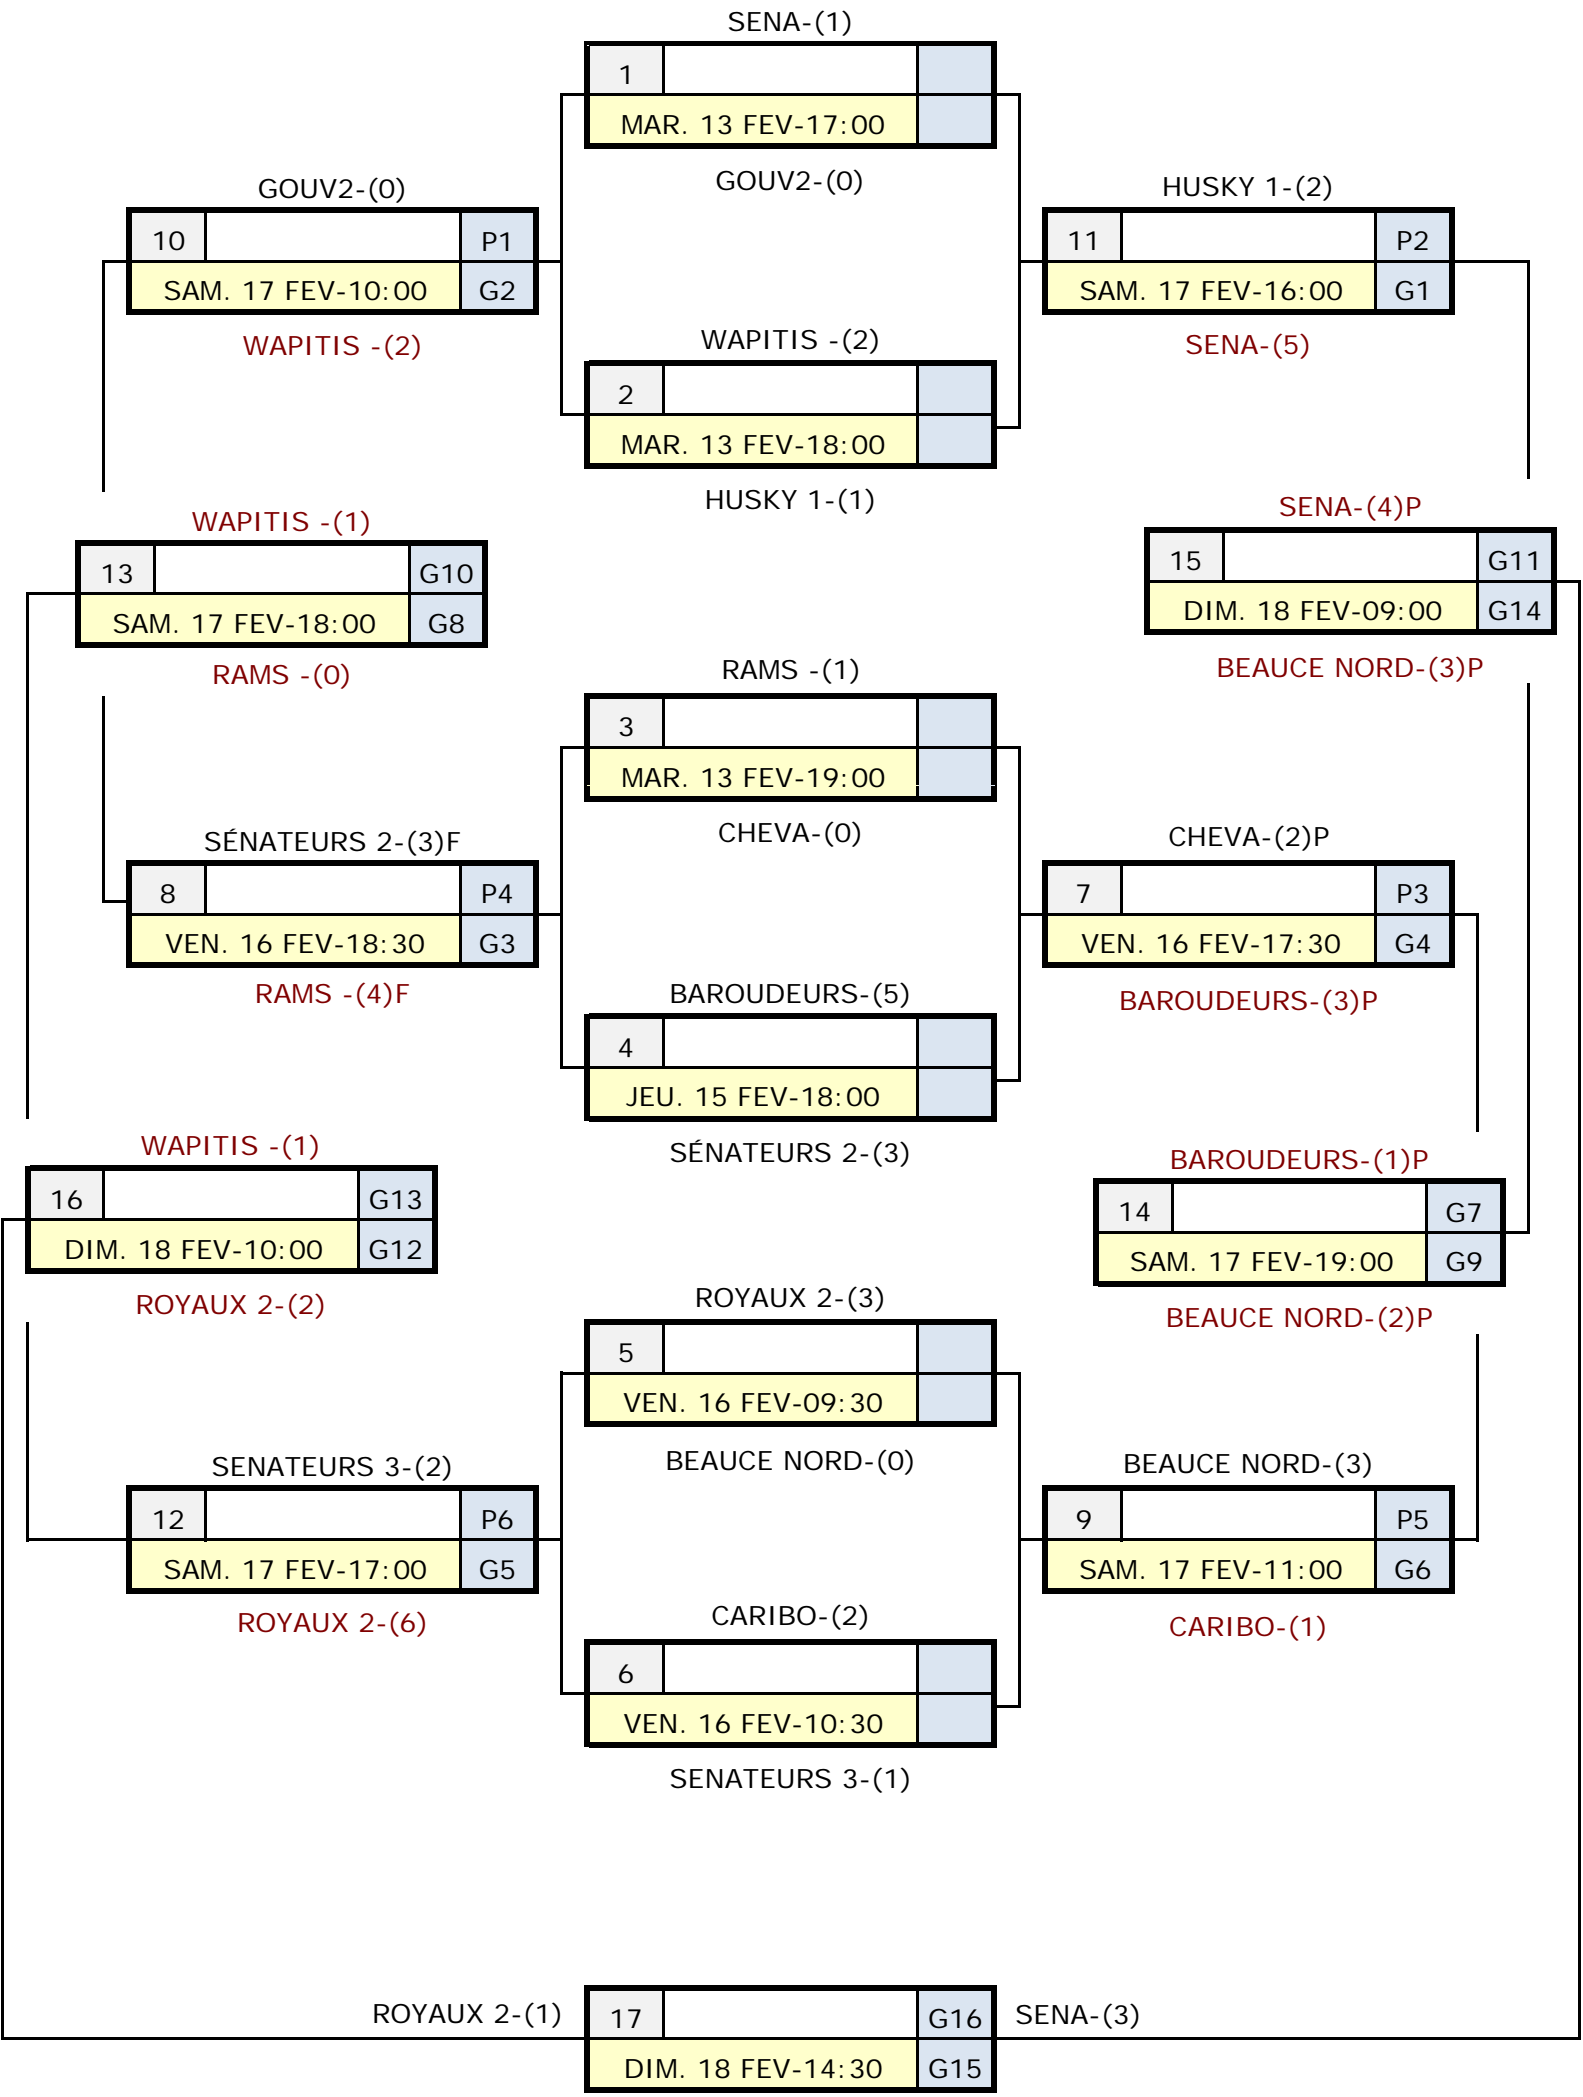 SENA-(1)
1
MAR. 13 FEV-17:00
GOUV2-(0)
GOUV2-(0)
10
P1
SAM. 17 FEV-10:00
G2
WAPITIS -(2)
HUSKY 1-(2)
11
P2
SAM. 17 FEV-16:00
G1
SENA-(5)
WAPITIS -(2)
2
MAR. 13 FEV-18:00
HUSKY 1-(1)
WAPITIS -(1)
13
G10
SAM. 17 FEV-18:00
G8
RAMS -(0)
SENA-(4)P
15
G11
DIM. 18 FEV-09:00
G14
BEAUCE NORD-(3)P
RAMS -(1)
3
MAR. 13 FEV-19:00
CHEVA-(0)
SÉNATEURS 2-(3)F
8
P4
VEN. 16 FEV-18:30
G3
RAMS -(4)F
CHEVA-(2)P
7
P3
VEN. 16 FEV-17:30
G4
BAROUDEURS-(3)P
BAROUDEURS-(5)
4
JEU. 15 FEV-18:00
SÉNATEURS 2-(3)
WAPITIS -(1)
16
G13
DIM. 18 FEV-10:00
G12
ROYAUX 2-(2)
BAROUDEURS-(1)P
14
G7
SAM. 17 FEV-19:00
G9
BEAUCE NORD-(2)P
ROYAUX 2-(3)
5
VEN. 16 FEV-09:30
BEAUCE NORD-(0)
SENATEURS 3-(2)
12
P6
SAM. 17 FEV-17:00
G5
ROYAUX 2-(6)
BEAUCE NORD-(3)
9
P5
SAM. 17 FEV-11:00
G6
CARIBO-(1)
CARIBO-(2)
6
VEN. 16 FEV-10:30
SENATEURS 3-(1)
ROYAUX 2-(1)
17
G16
SENA-(3)
DIM. 18 FEV-14:30
G15